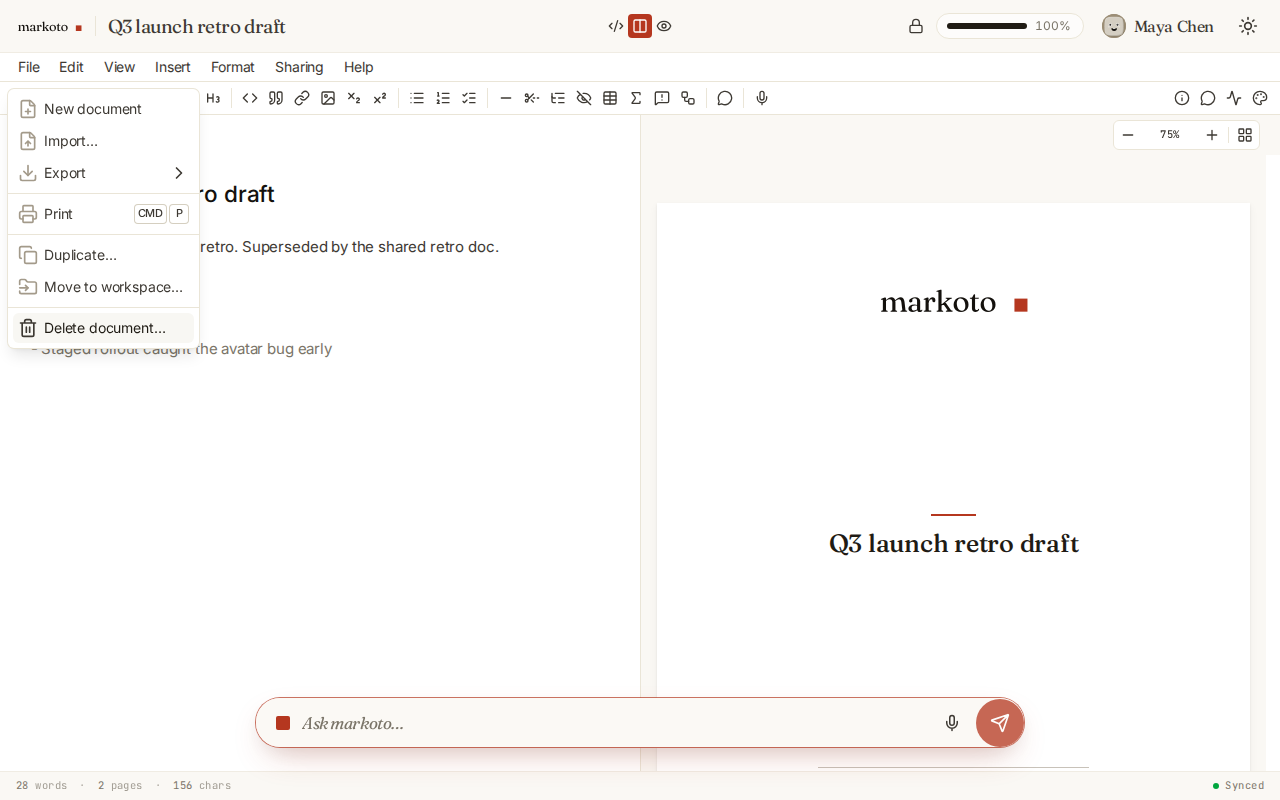 markoto
Q3 launch retro draft
100%
Maya Chen
File Edit View Insert Format Sharing Help
H3
New document
Import...
Export
Print CMD P
Duplicate...
Move to workspace...
Delete document...
ro draft
retro. Superseded by the shared retro doc.
- Staged rollout caught the avatar bug early
75%
markoto
Q3 launch retro draft
Ask markoto...
28 words · 2 pages · 156 chars
Synced